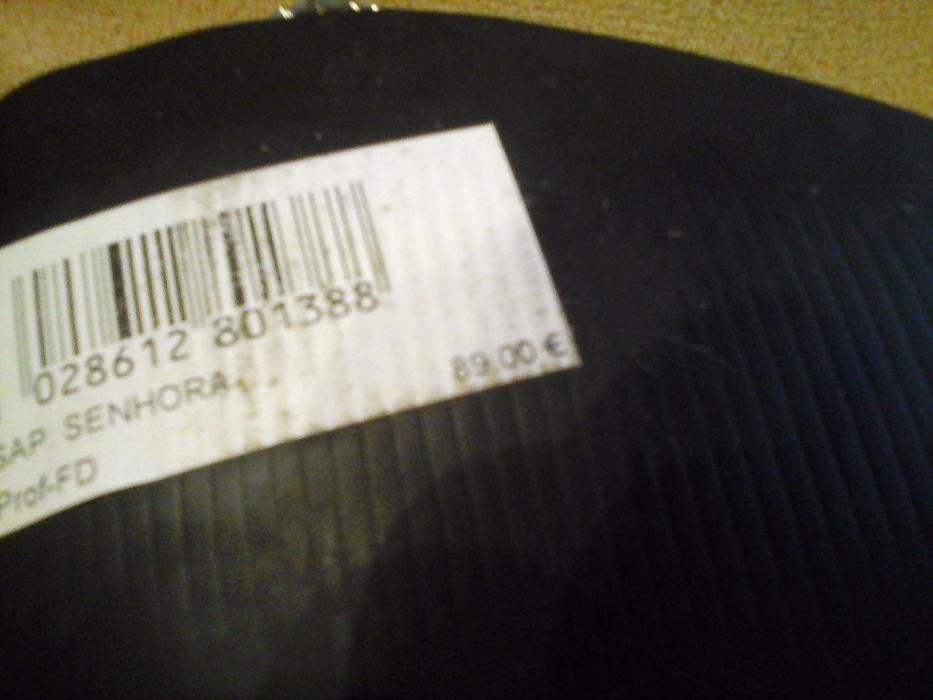 028612 801388
SAP. SENHORA
89.00 €
Prof-FD